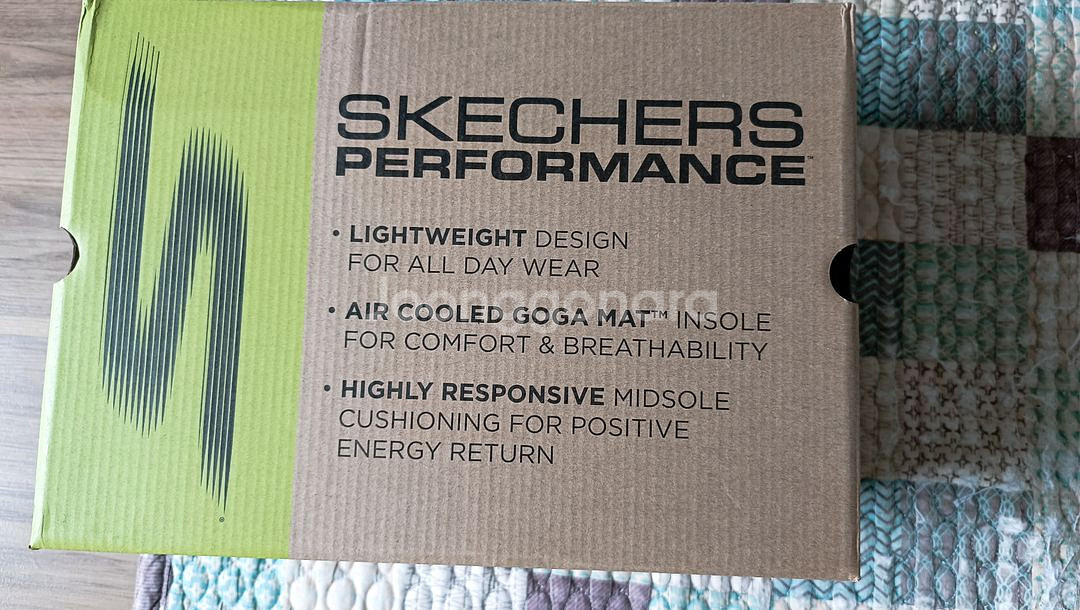 SKECHERS
PERFORMANCE™
• LIGHTWEIGHT DESIGN
FOR ALL DAY WEAR
• AIR COOLED GOGA MAT™ INSOLE
FOR COMFORT & BREATHABILITY
• HIGHLY RESPONSIVE MIDSOLE
CUSHIONING FOR POSITIVE
ENERGY RETURN
®
joonggonara